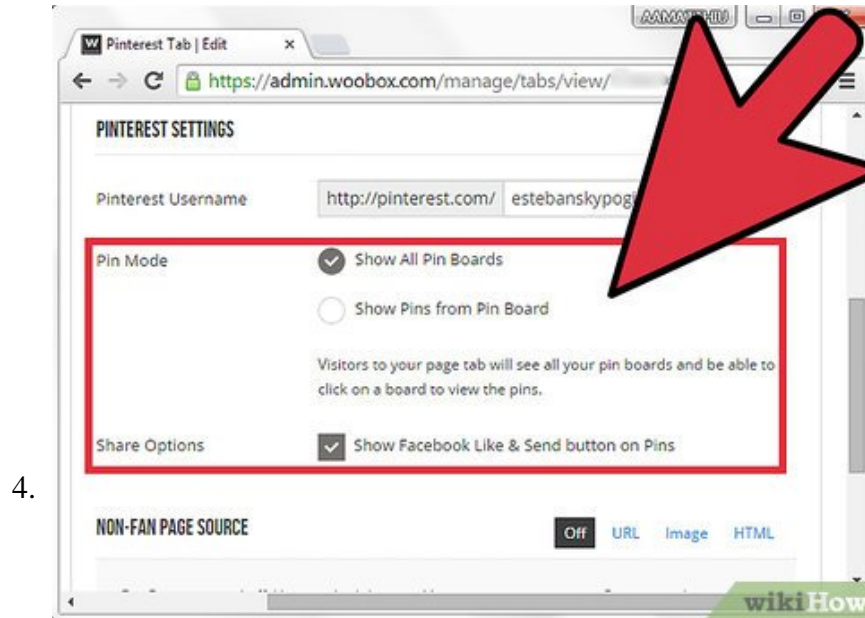 AAMATTHIU
Pinterest Tab | Edit
https://admin.woobox.com/manage/tabs/view/
PINTEREST SETTINGS
Pinterest Username http://pinterest.com/ estebanskypogi
Pin Mode Show All Pin Boards
Show Pins from Pin Board
Visitors to your page tab will see all your pin boards and be able to
click on a board to view the pins.
Share Options Show Facebook Like & Send button on Pins
4.
NON-FAN PAGE SOURCE Off URL Image HTML
wikiHow